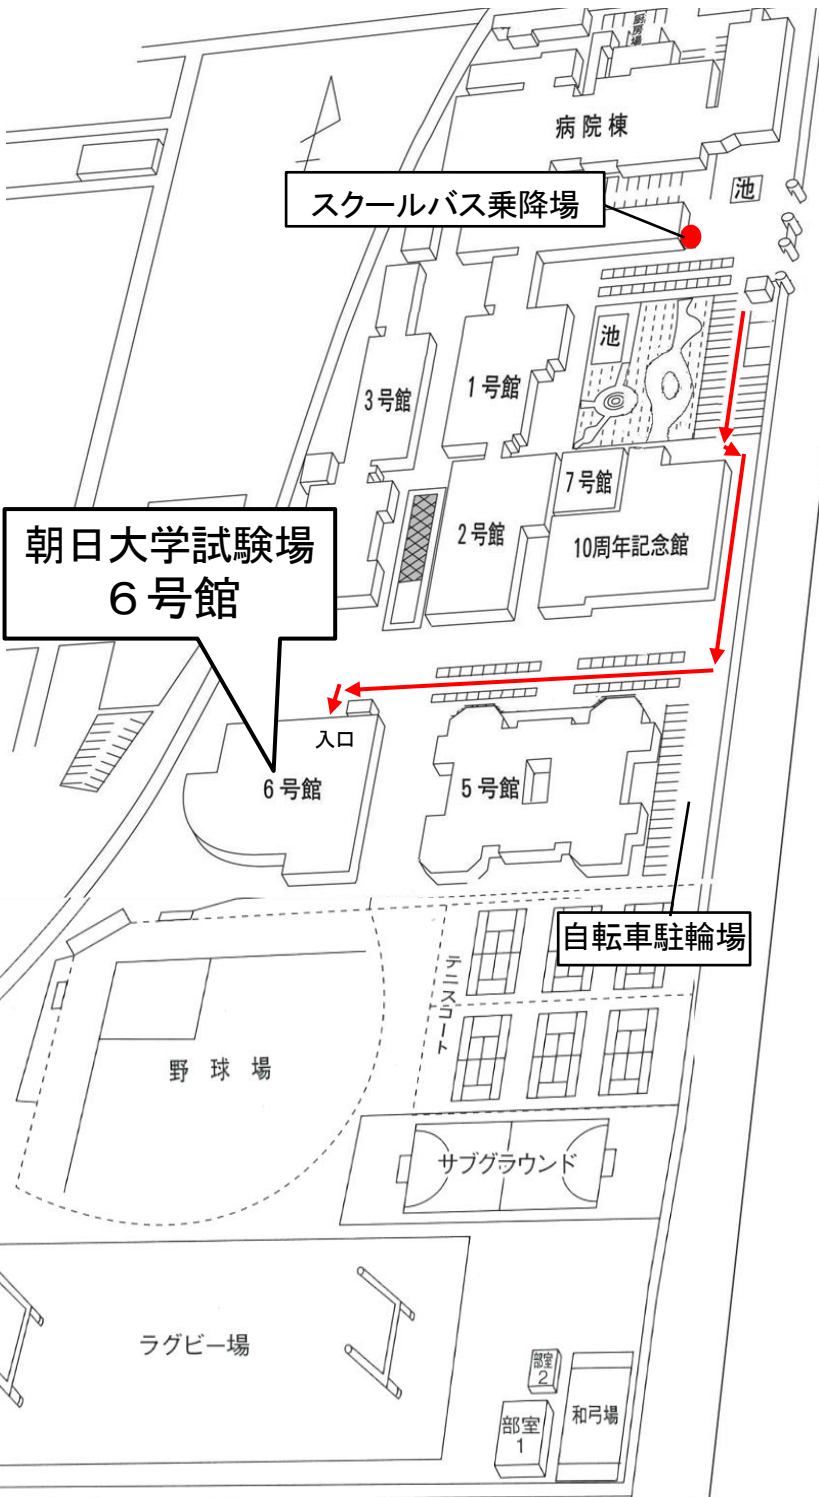 厨房場
病院棟
池
スクールバス乗降場
池
3号館
1号館
7号館
2号館
10周年記念館
朝日大学試験場
６号館
入口
6号館
5号館
自転車駐輪場
テニスコート
野球場
サブグラウンド
ラグビー場
部室
2
部室
1
和弓場